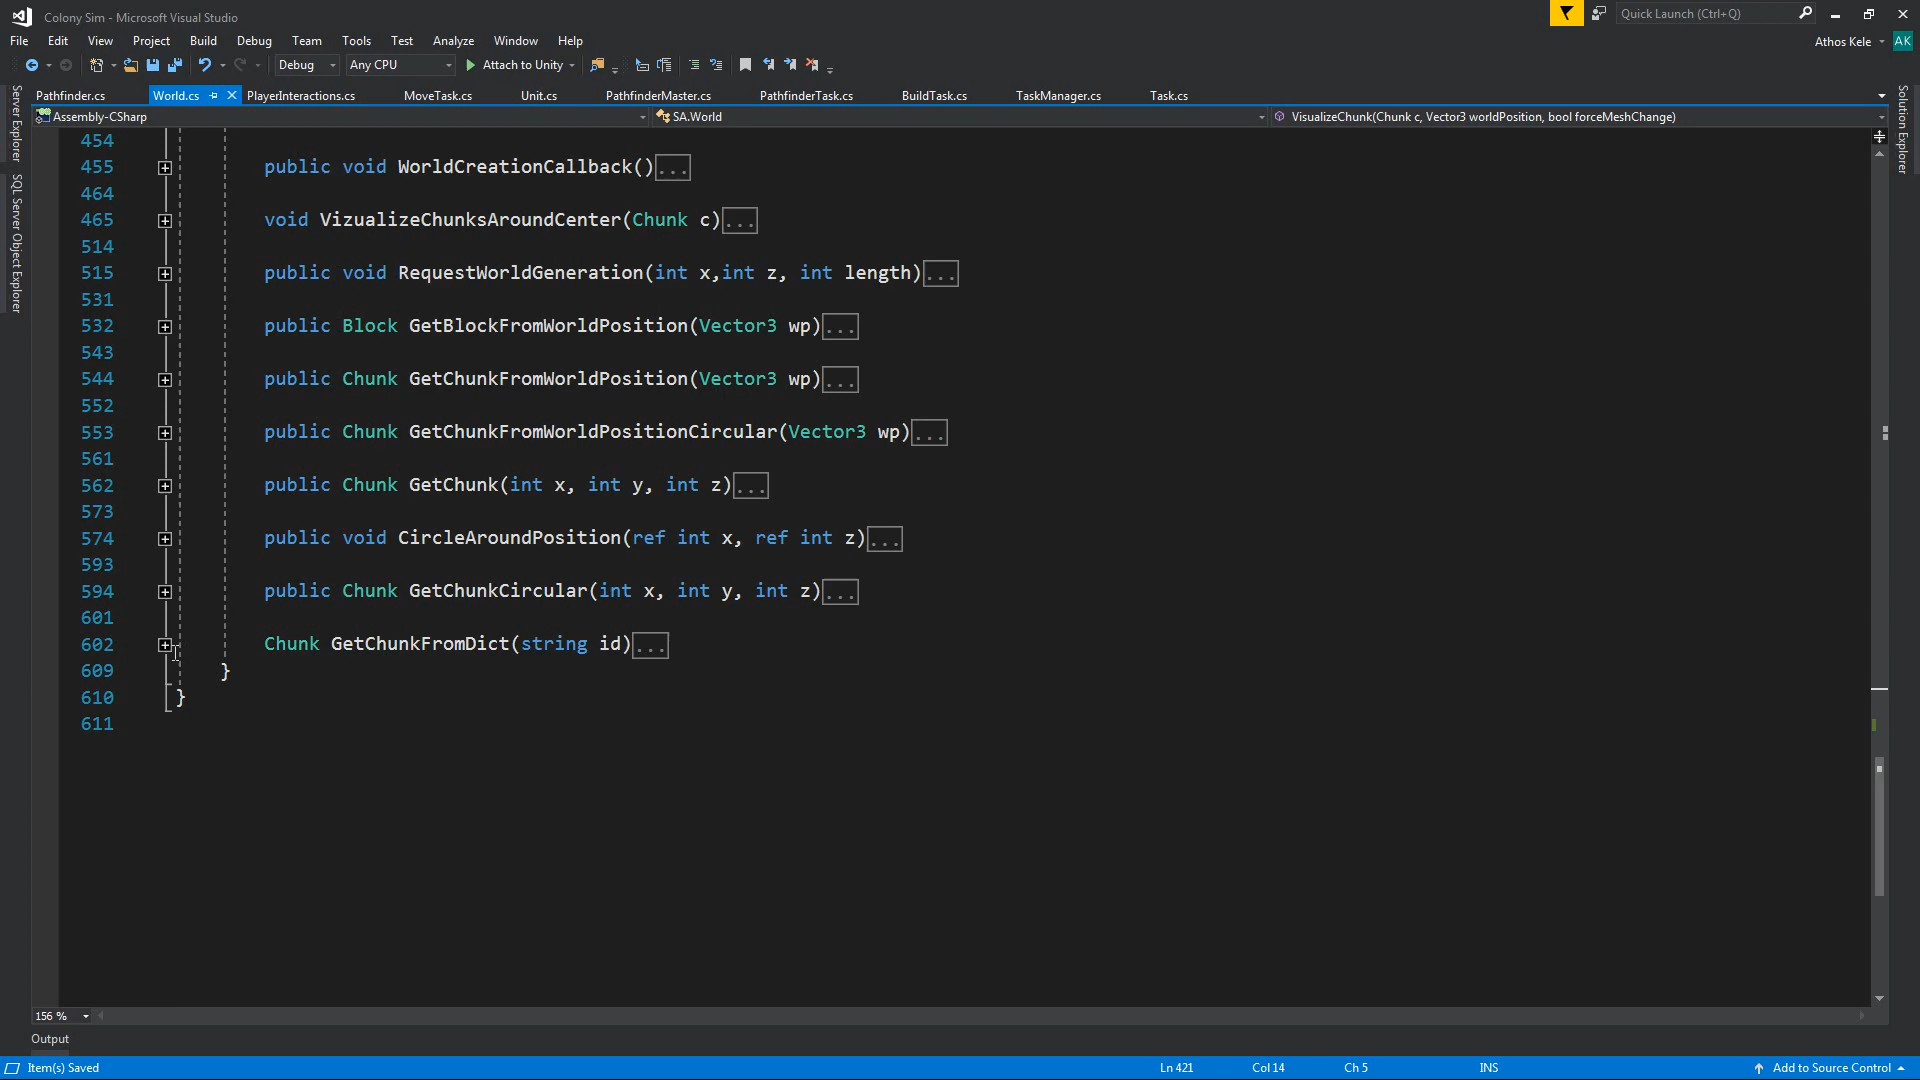 Colony Sim - Microsoft Visual Studio
Quick Launch (Ctrl+Q)
File Edit View Project Build Debug Team Tools Test Analyze Window Help
Athos Kele AK
Debug Any CPU Attach to Unity
Pathfinder.cs World.cs PlayerInteractions.cs MoveTask.cs Unit.cs PathfinderMaster.cs PathfinderTask.cs BuildTask.cs TaskManager.cs Task.cs
Assembly-CSharp SA.World VisualizeChunk(Chunk c, Vector3 worldPosition, bool forceMeshChange)
Server Explorer
SQL Server Object Explorer
Solution Explorer
454
455 public void WorldCreationCallback()...
464
465 void VizualizeChunksAroundCenter(Chunk c)...
514
515 public void RequestWorldGeneration(int x,int z, int length)...
531
532 public Block GetBlockFromWorldPosition(Vector3 wp)...
543
544 public Chunk GetChunkFromWorldPosition(Vector3 wp)...
552
553 public Chunk GetChunkFromWorldPositionCircular(Vector3 wp)...
561
562 public Chunk GetChunk(int x, int y, int z)...
573
574 public void CircleAroundPosition(ref int x, ref int z)...
593
594 public Chunk GetChunkCircular(int x, int y, int z)...
601
602 Chunk GetChunkFromDict(string id)...
609 }
610 }
611
156 %
Output
Item(s) Saved Ln 421 Col 14 Ch 5 INS Add to Source Control